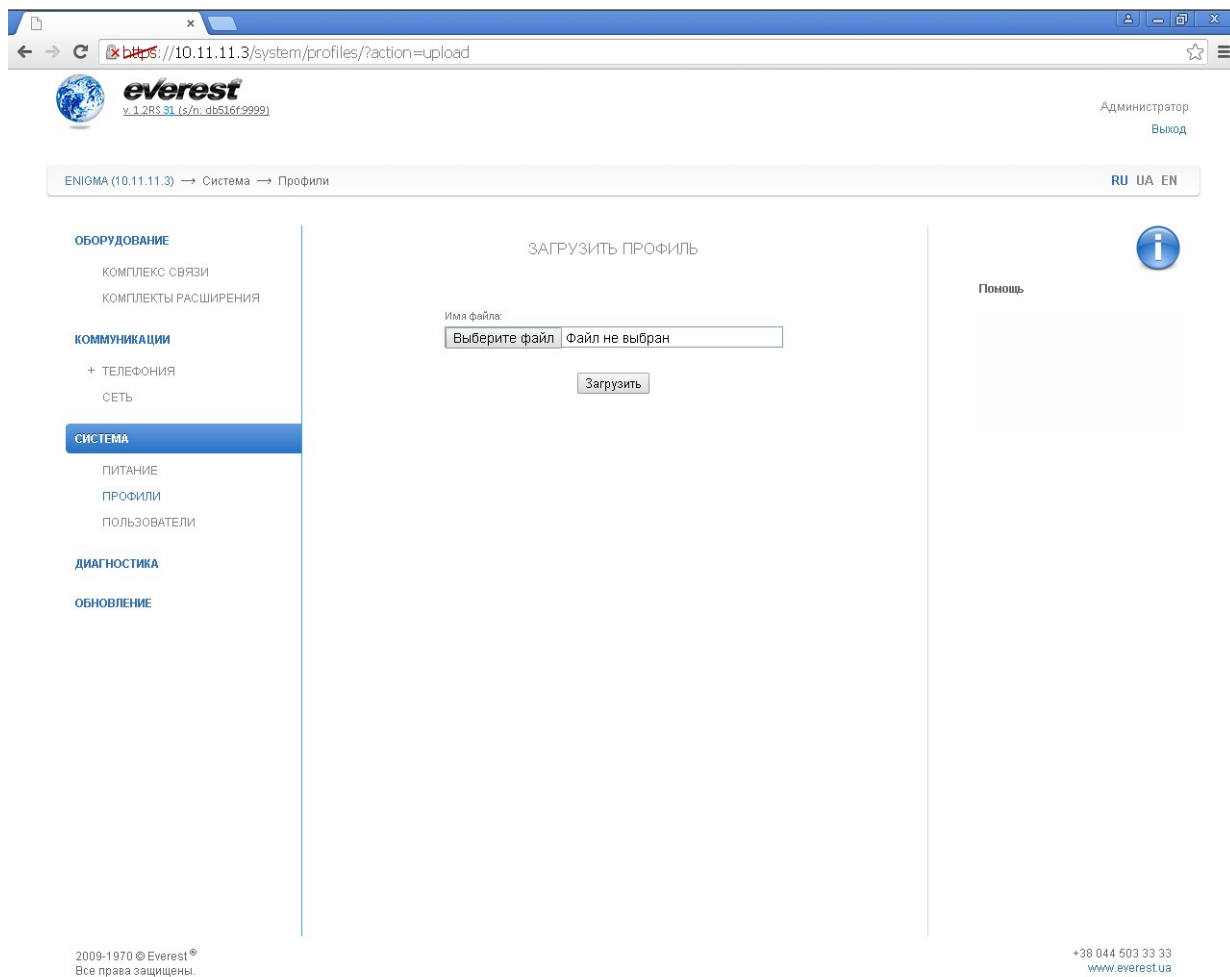 https://10.11.11.3/system/profiles/?action=upload
everest
v. 1.2RS 31 (s/n: db516f:9999)
Администратор
Выход
ENIGMA (10.11.11.3) → Система → Профили
RU UA EN
ОБОРУДОВАНИЕ
КОМПЛЕКС СВЯЗИ
КОМПЛЕКТЫ РАСШИРЕНИЯ
КОММУНИКАЦИИ
+ ТЕЛЕФОНИЯ
СЕТЬ
СИСТЕМА
ПИТАНИЕ
ПРОФИЛИ
ПОЛЬЗОВАТЕЛИ
ДИАГНОСТИКА
ОБНОВЛЕНИЕ
ЗАГРУЗИТЬ ПРОФИЛЬ
Имя файла:
Выберите файл Файл не выбран
Загрузить
i
Помощь
2009-1970 © Everest ®
Все права защищены.
+38 044 503 33 33
www.everest.ua